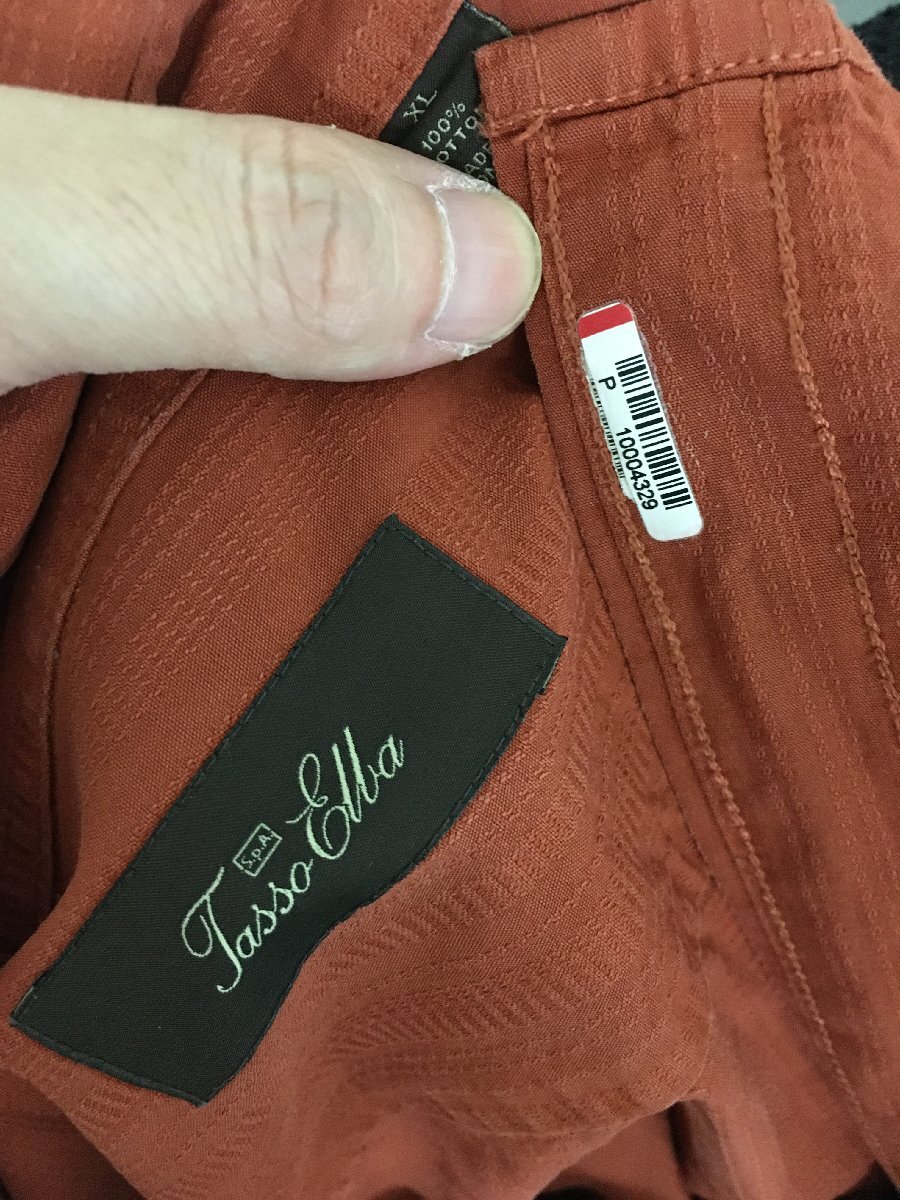 XL
100%
P
10004329
S.p.A.
Tasso Elba